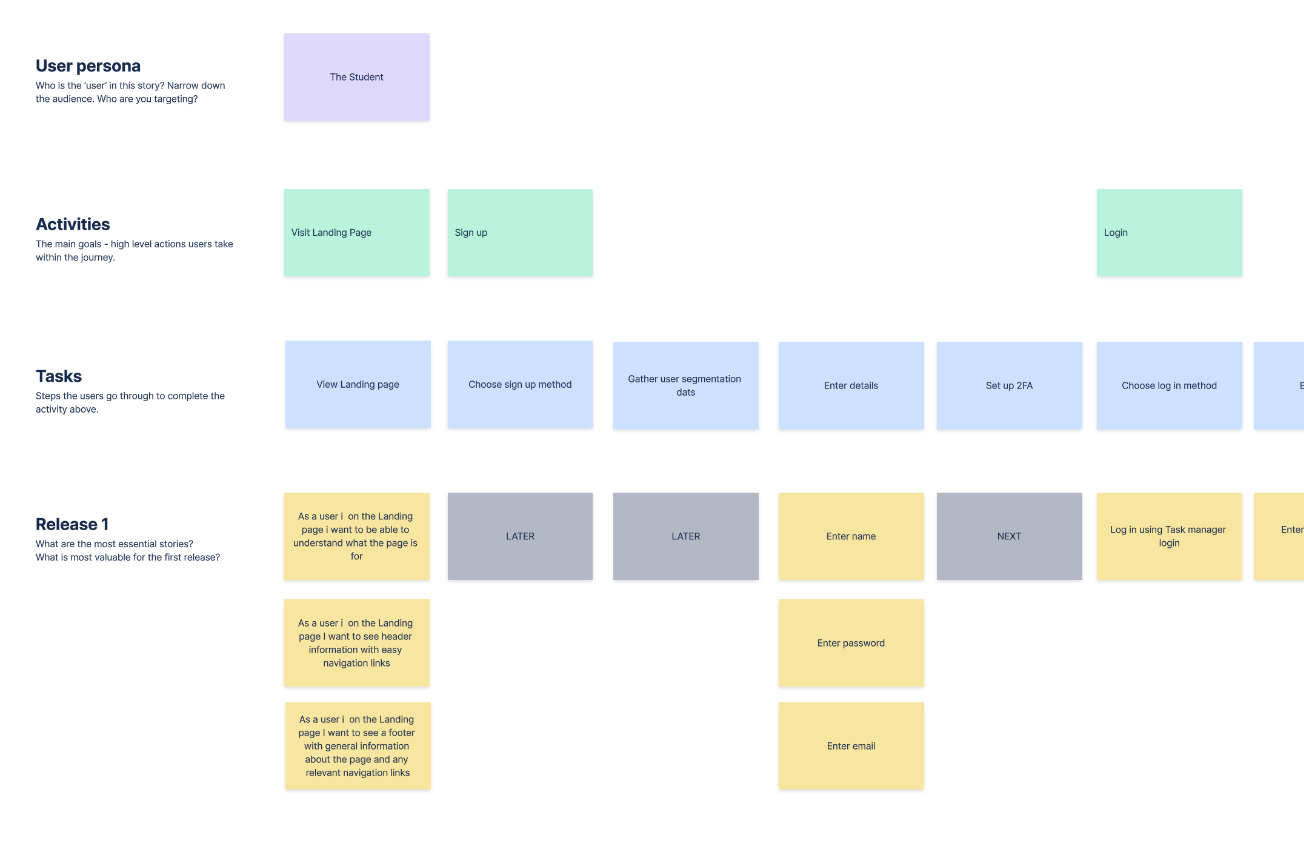 User persona
Who is the ‘user’ in this story? Narrow down
the audience. Who are you targeting?
The Student
Activities
The main goals - high level actions users take
within the journey.
Visit Landing Page
Sign up
Login
Tasks
Steps the users go through to complete the
activity above.
View Landing page
Choose sign up method
Gather user segmentation
dats
Enter details
Set up 2FA
Choose log in method
Release 1
What are the most essential stories?
What is most valuable for the first release?
As a user i  on the Landing
page i want to be able to
understand what the page is
for
LATER
LATER
Enter name
NEXT
Log in using Task manager
login
Enter
As a user i  on the Landing
page I want to see header
information with easy
navigation links
Enter password
As a user i  on the Landing
page I want to see a footer
with general information
about the page and any
relevant navigation links
Enter email